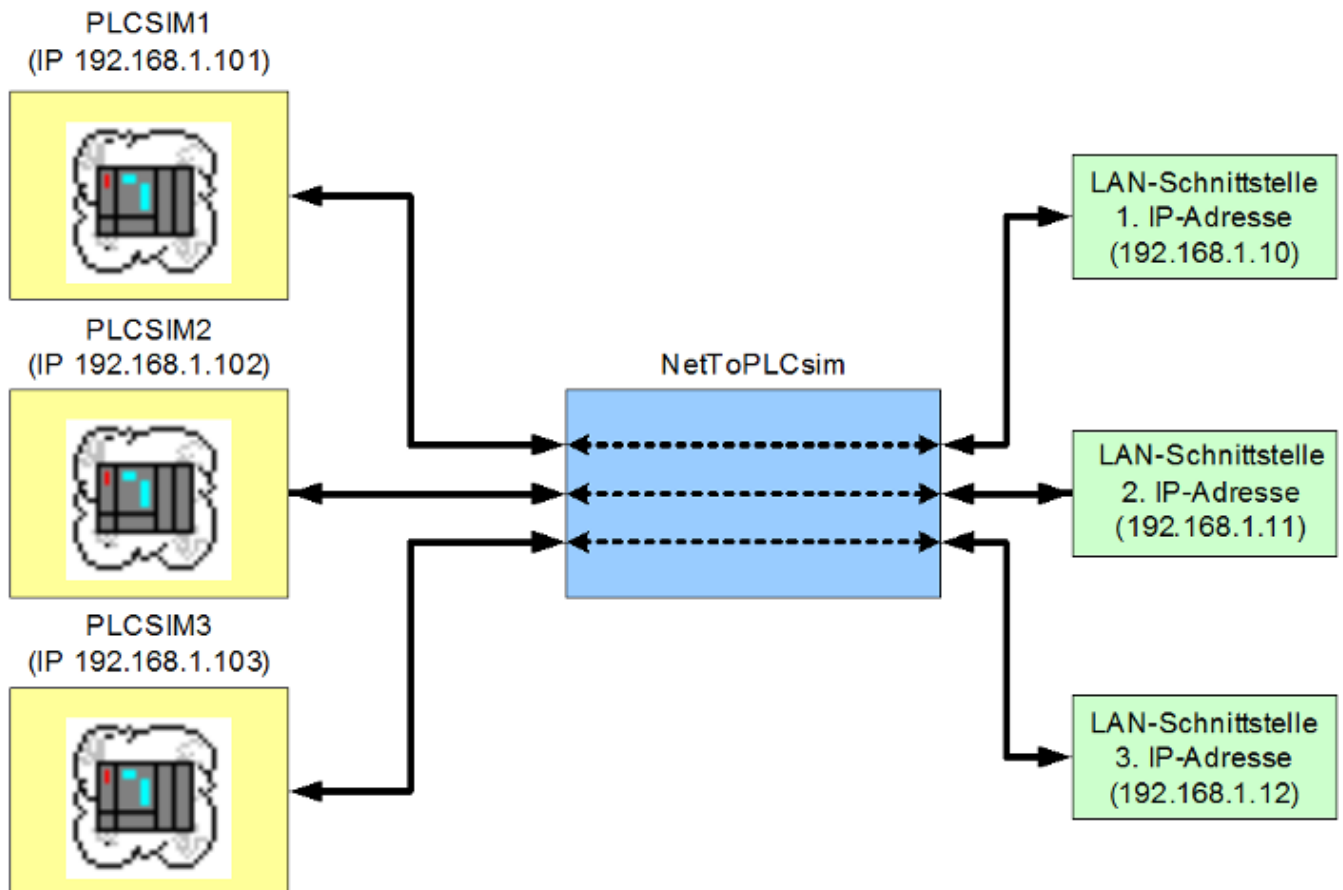 PLCSIM1
(IP 192.168.1.101)
PLCSIM2
(IP 192.168.1.102)
PLCSIM3
(IP 192.168.1.103)
NetToPLCsim
LAN-Schnittstelle
1. IP-Adresse
(192.168.1.10)
LAN-Schnittstelle
2. IP-Adresse
(192.168.1.11)
LAN-Schnittstelle
3. IP-Adresse
(192.168.1.12)